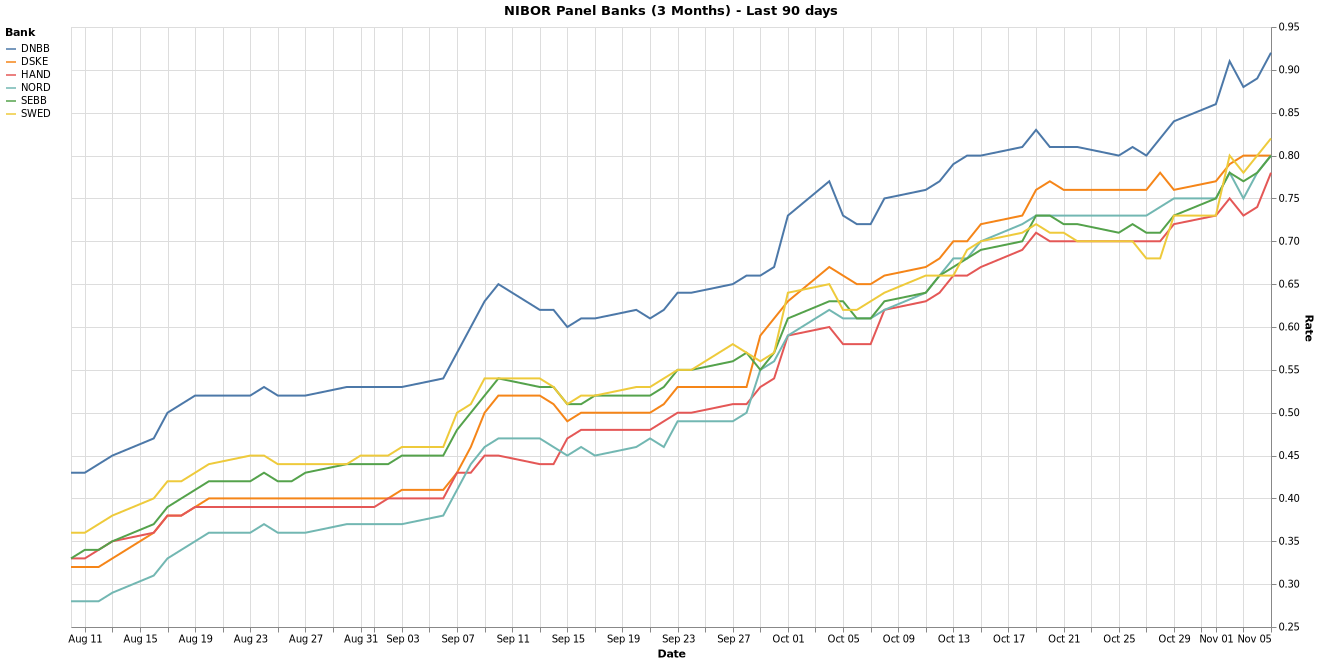 NIBOR Panel Banks (3 Months) - Last 90 days
Bank
DNBB
DSKE
HAND
NORD
SEBB
SWED
0.95
0.90
0.85
0.80
0.75
0.70
0.65
0.60
0.55
0.50
0.45
0.40
0.35
0.30
0.25
Rate
Aug 11 Aug 15 Aug 19 Aug 23 Aug 27 Aug 31 Sep 03 Sep 07 Sep 11 Sep 15 Sep 19 Sep 23 Sep 27 Oct 01 Oct 05 Oct 09 Oct 13 Oct 17 Oct 21 Oct 25 Oct 29 Nov 01 Nov 05
Date